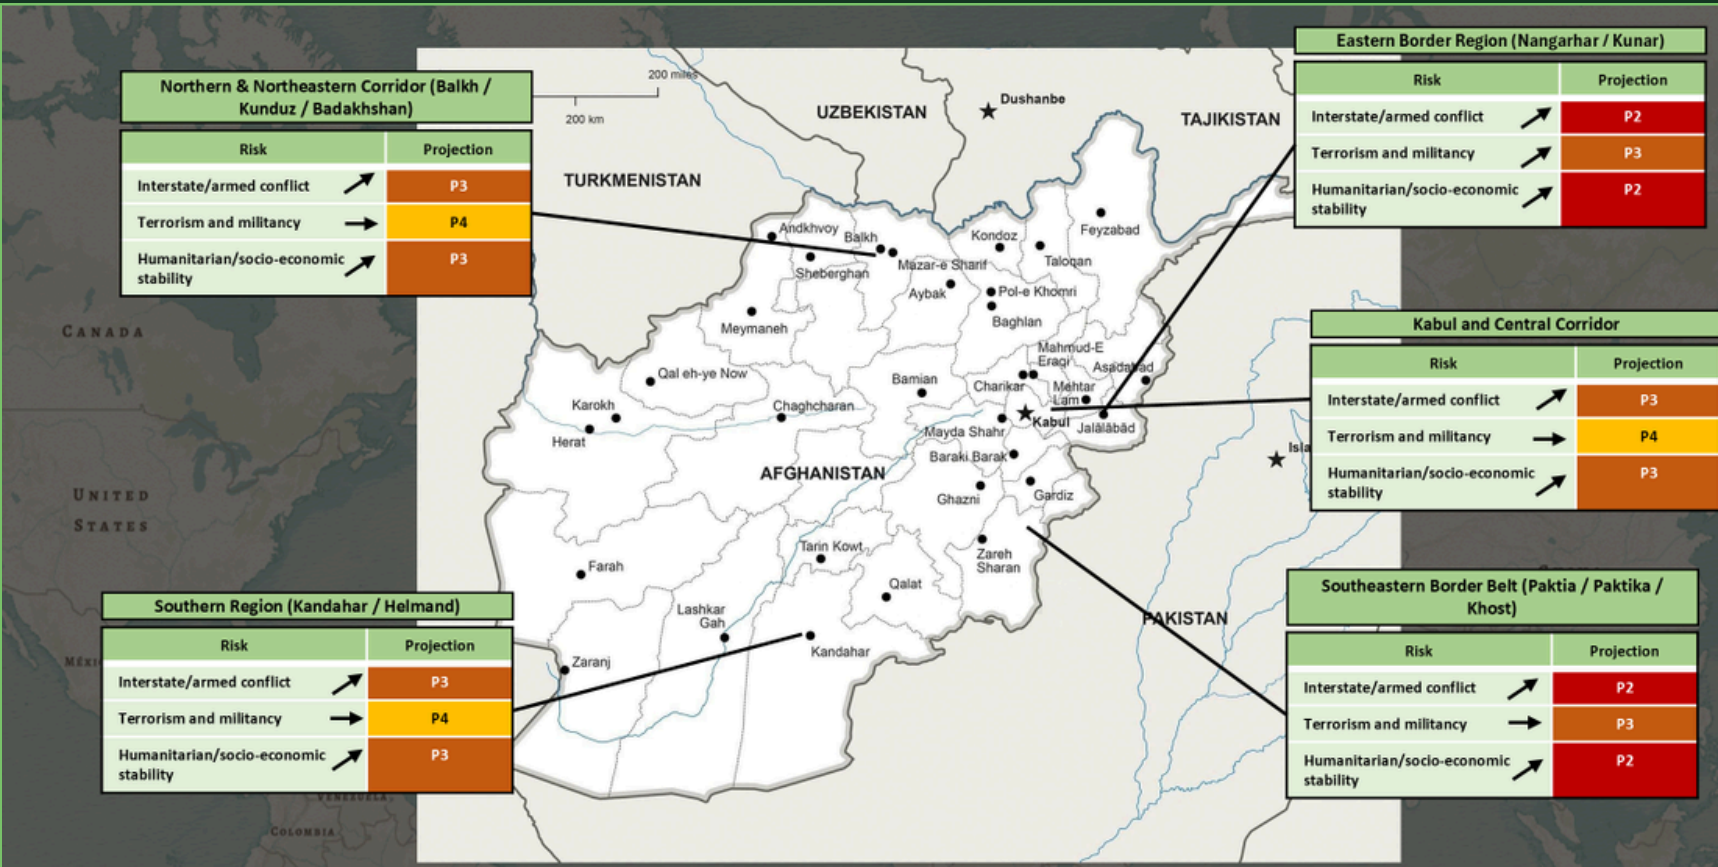 Northern & Northeastern Corridor (Balkh /
Kunduz / Badakhshan)
Risk Projection
Interstate/armed conflict P3
Terrorism and militancy P4
Humanitarian/socio-economic
stability P3
Eastern Border Region (Nangarhar / Kunar)
Risk Projection
Interstate/armed conflict P2
Terrorism and militancy P3
Humanitarian/socio-economic
stability P2
Kabul and Central Corridor
Risk Projection
Interstate/armed conflict P3
Terrorism and militancy P4
Humanitarian/socio-economic
stability P3
Southern Region (Kandahar / Helmand)
Risk Projection
Interstate/armed conflict P3
Terrorism and militancy P4
Humanitarian/socio-economic
stability P3
Southeastern Border Belt (Paktia / Paktika /
Khost)
Risk Projection
Interstate/armed conflict P2
Terrorism and militancy P3
Humanitarian/socio-economic
stability P2
200 miles
200 km
UZBEKISTAN
Dushanbe
TAJIKISTAN
TURKMENISTAN
Andkhvoy
Balkh
Kondoz
Feyzabad
Sheberghan
Mazar-e Sharif
Taloqan
Aybak
Pol-e Khomri
Baghlan
Meymaneh
Mahmud-E
Eraqi
Asadabad
Qal eh-ye Now
Bamian
Charikar
Mehtar
Lam
Karokh
Chaghcharan
Kabul
Jalālābād
Herat
Mayda Shahr
Baraki Barak
Isla
AFGHANISTAN
Ghazni
Gardiz
Tarin Kowt
Zareh
Sharan
Farah
Qalat
Lashkar
Gah
PAKISTAN
Kandahar
Zaranj
CANADA
UNITED
STATES
VENEZUELA
COLOMBIA